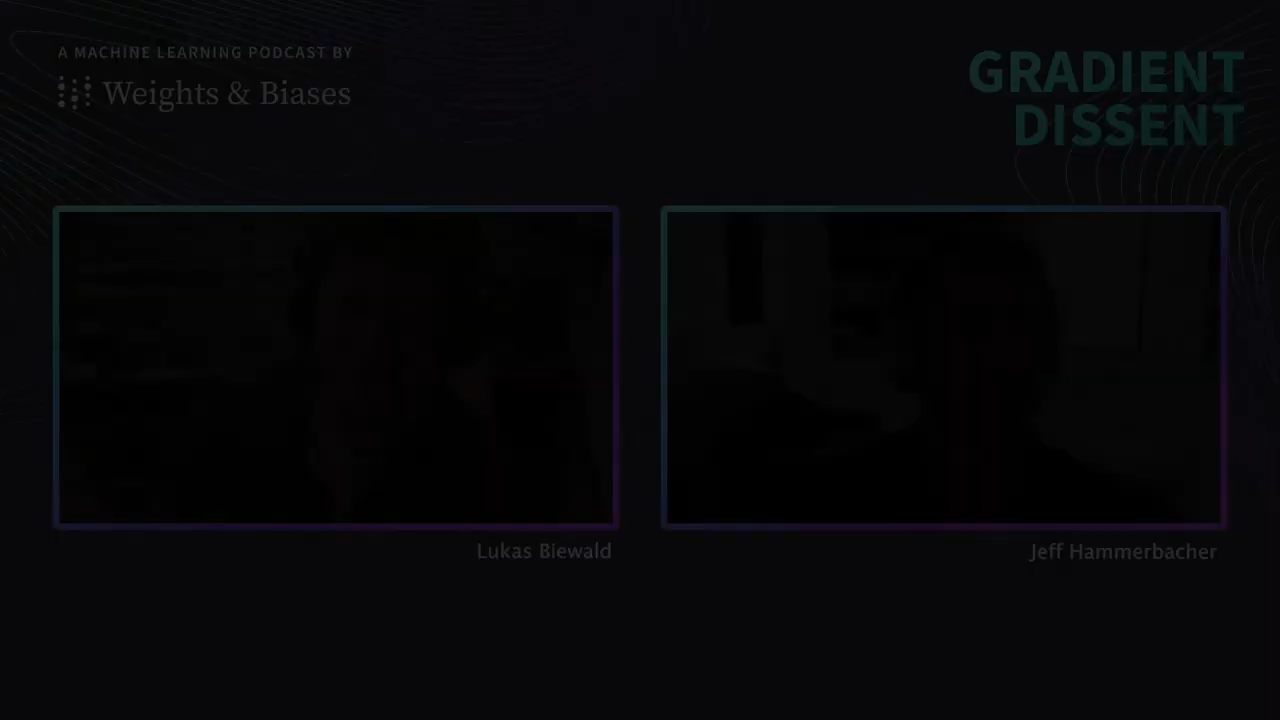 A MACHINE LEARNING PODCAST BY
Weights & Biases
GRADIENT
DISSENT
Lukas Biewald
Jeff Hammerbacher